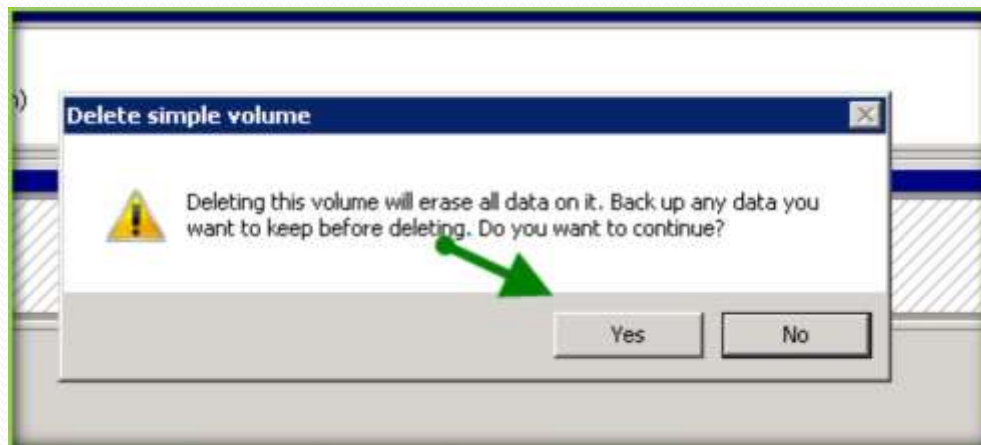 Delete simple volume
Deleting this volume will erase all data on it. Back up any data you
want to keep before deleting. Do you want to continue?
Yes
No